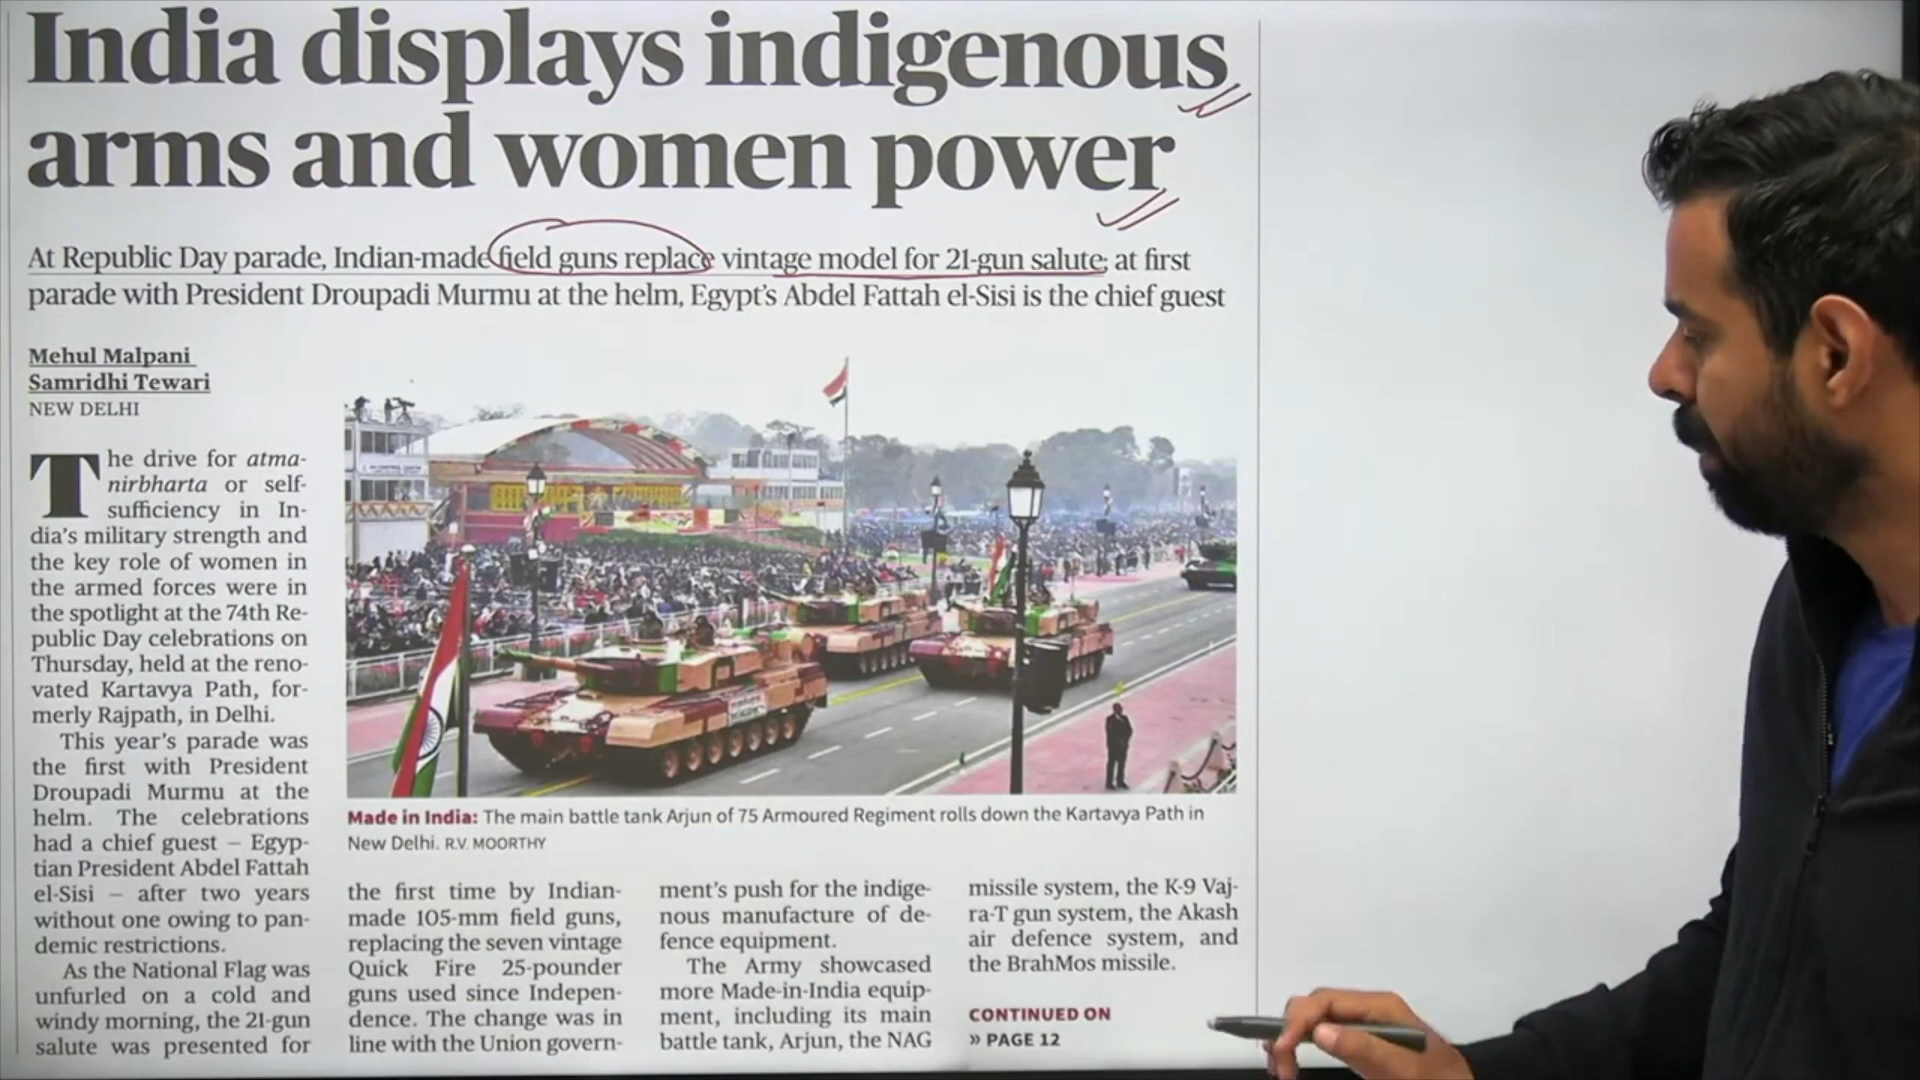 India displays indigenous
arms and women power
At Republic Day parade, Indian-made field guns replace vintage model for 21-gun salute; at first
parade with President Droupadi Murmu at the helm, Egypt's Abdel Fattah el-Sisi is the chief guest
Mehul Malpani
Samridhi Tewari
NEW DELHI
The drive for atma-
nirbharta or self-
sufficiency in In-
dia's military strength and
the key role of women in
the armed forces were in
the spotlight at the 74th Re-
public Day celebrations on
Thursday, held at the reno-
vated Kartavya Path, for-
merly Rajpath, in Delhi.
This year's parade was
the first with President
Droupadi Murmu at the
helm. The celebrations
had a chief guest – Egyp-
tian President Abdel Fattah
el-Sisi – after two years
without one owing to pan-
demic restrictions.
As the National Flag was
unfurled on a cold and
windy morning, the 21-gun
salute was presented for
Made in India: The main battle tank Arjun of 75 Armoured Regiment rolls down the Kartavya Path in
New Delhi. R.V. MOORTHY
the first time by Indian-
made 105-mm field guns,
replacing the seven vintage
Quick Fire 25-pounder
guns used since Indepen-
dence. The change was in
line with the Union govern-
ment's push for the indige-
nous manufacture of de-
fence equipment.
The Army showcased
more Made-in-India equip-
ment, including its main
battle tank, Arjun, the NAG
missile system, the K-9 Vaj-
ra-T gun system, the Akash
air defence system, and
the BrahMos missile.
CONTINUED ON
» PAGE 12